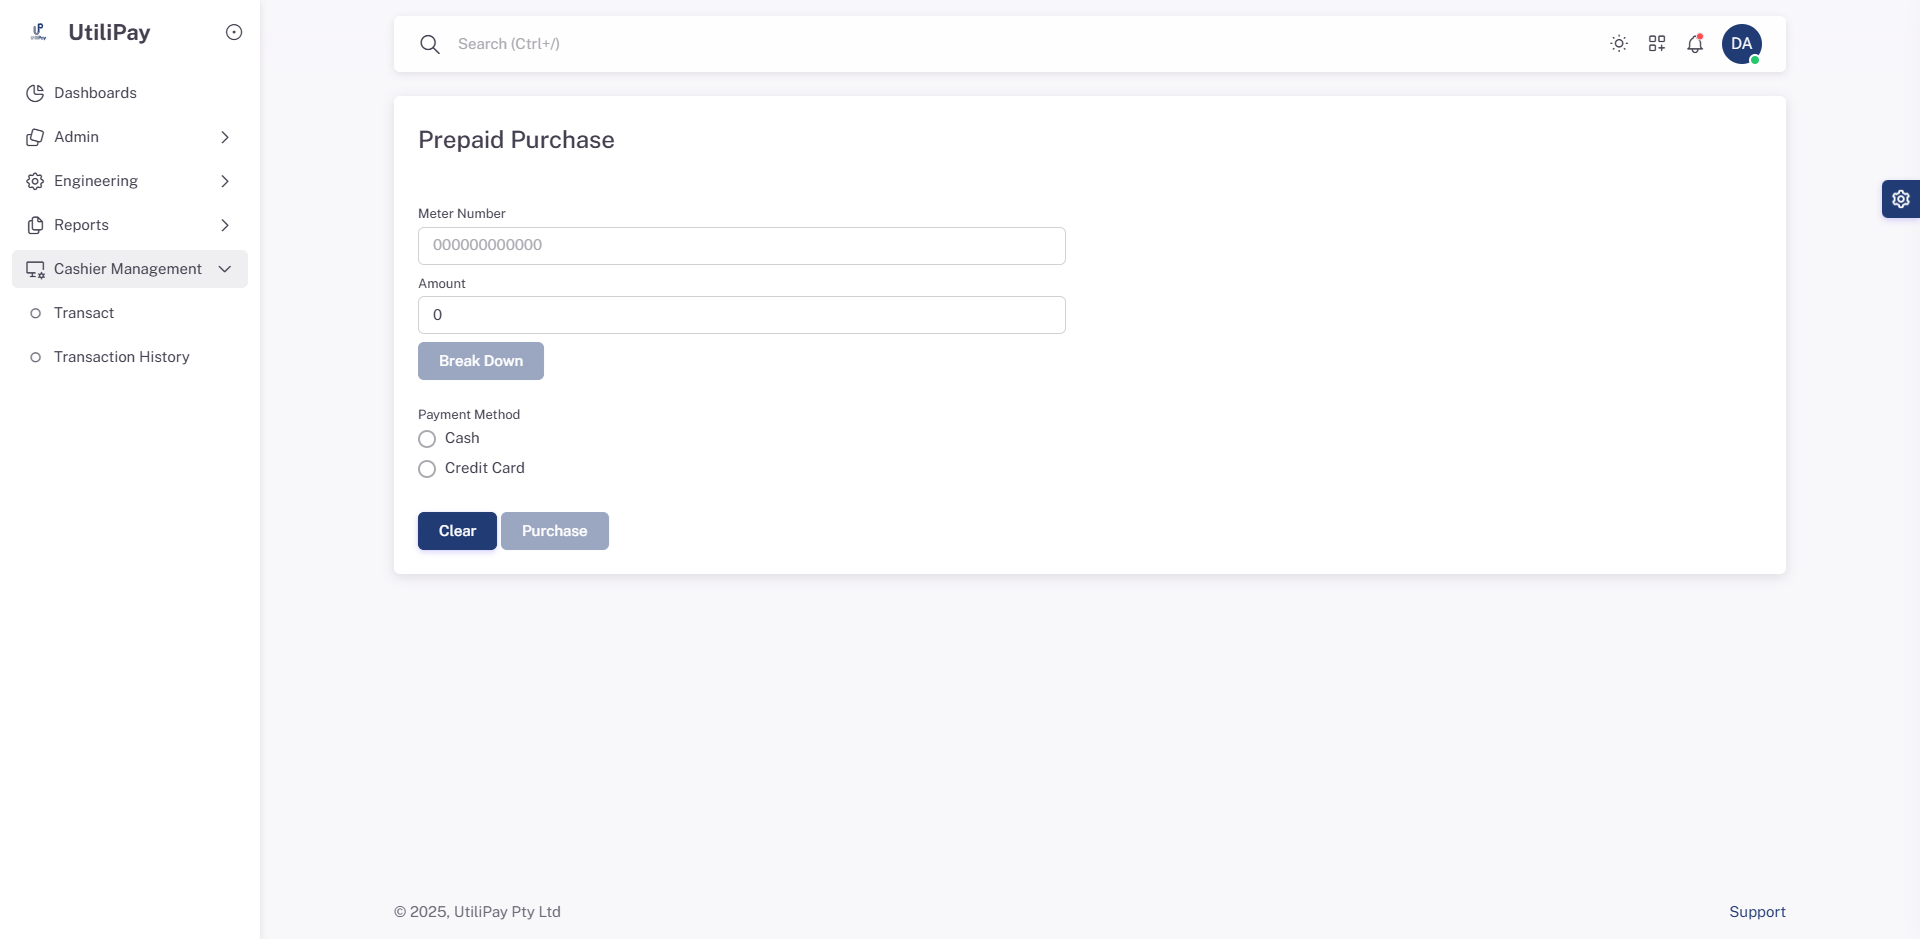 UtiliPay
Dashboards
Admin
Engineering
Reports
Cashier Management
Transact
Transaction History
Search (Ctrl+/)
DA
Prepaid Purchase
Meter Number
000000000000
Amount
0
Break Down
Payment Method
Cash
Credit Card
Clear Purchase
© 2025, UtiliPay Pty Ltd
Support